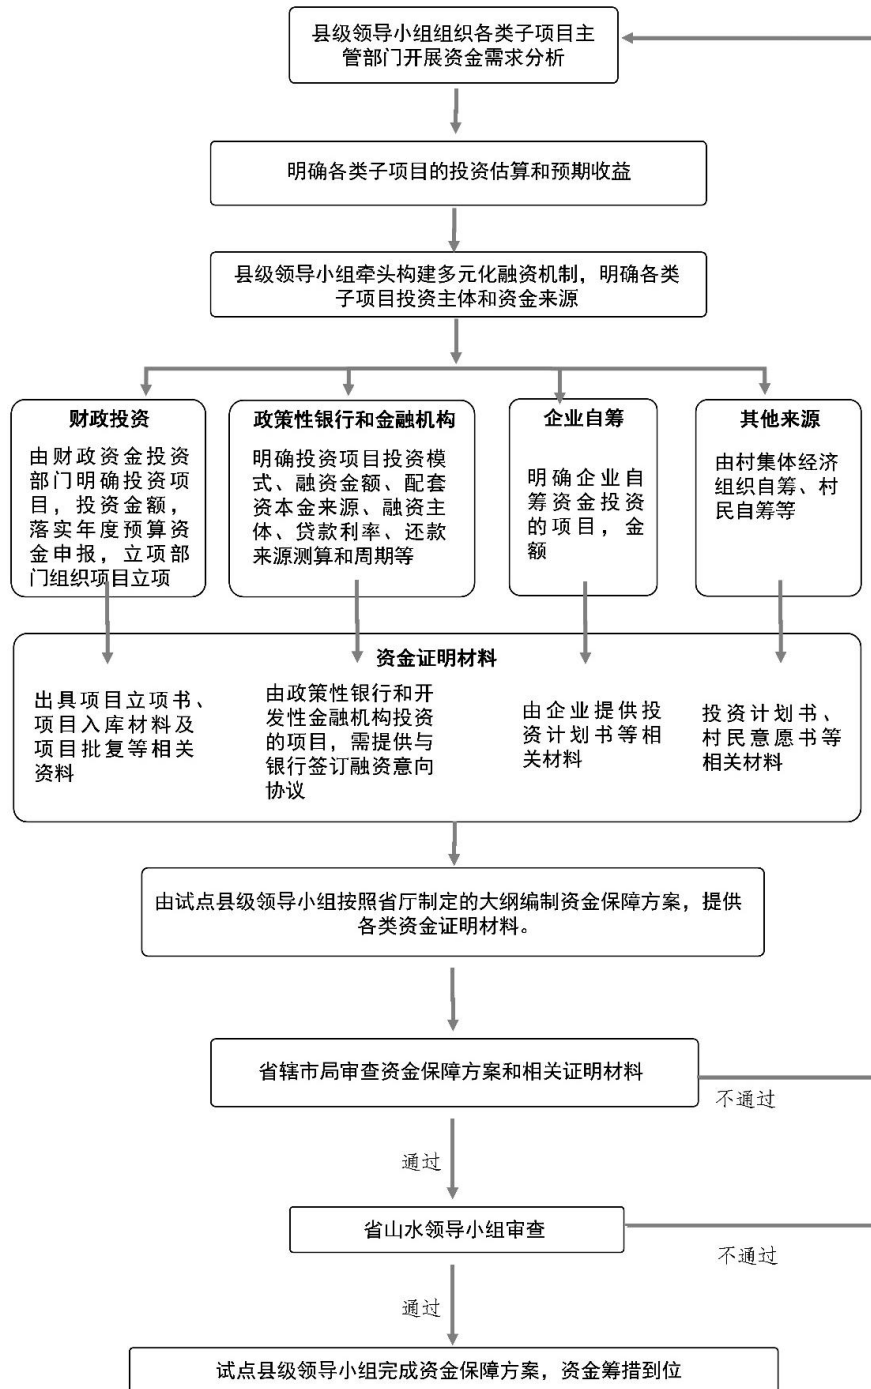 县级领导小组组织各类子项目主
管部门开展资金需求分析
明确各类子项目的投资估算和预期收益
县级领导小组牵头构建多元化融资机制，明确各类
子项目投资主体和资金来源
财政投资
由财政资金投资
部门明确投资项
目，投资金额，
落实年度预算资
金申报，立项部
门组织项目立项
政策性银行和金融机构
明确投资项目投资模
式、融资金额、配套
资本金来源、融资主
体、贷款利率、还款
来源测算和周期等
企业自筹
明确企业自
筹资金投资
的项目，金
额
其他来源
由村集体经济
组织自筹、村
民自筹等
资金证明材料
出具项目立项书、
项目入库材料及
项目批复等相关
资料
由政策性银行和开
发性金融机构投资
的项目，需提供与
银行签订融资意向
协议
由企业提供投
资计划书等相
关材料
投资计划书、
村民意愿书等
相关材料
由试点县级领导小组按照省厅制定的大纲编制资金保障方案，提供
各类资金证明材料。
省辖市局审查资金保障方案和相关证明材料
不通过
通过
省山水领导小组审查
不通过
通过
试点县级领导小组完成资金保障方案，资金筹措到位